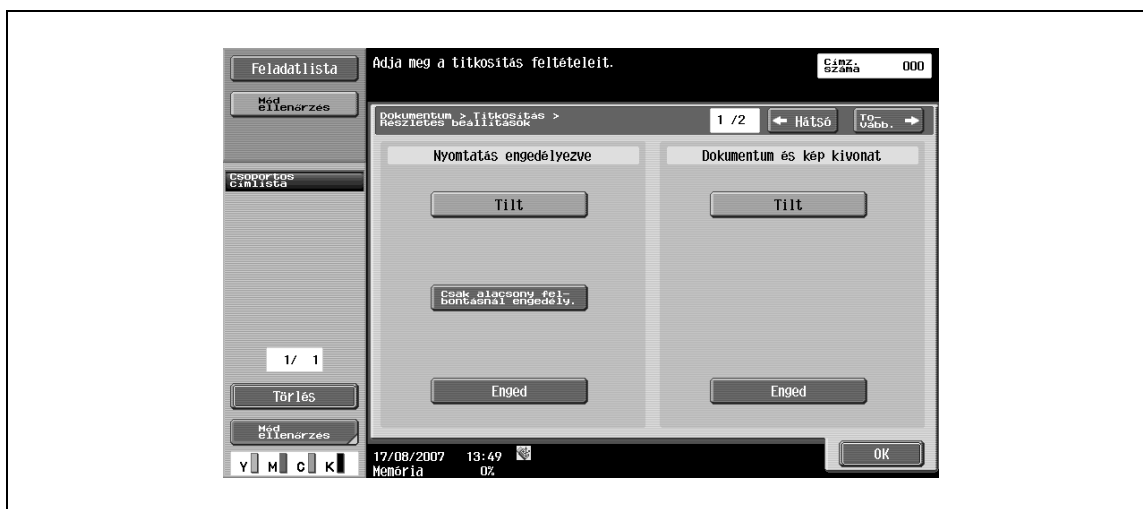 Feladatlista
Mód
ellenőrzés
Csoportos
címlista
1/ 1
Törlés
Mód
ellenőrzés
Y M C K
Adja meg a titkosítás feltételeit.
Címz.
száma 000
Dokumentum > Titkosítás >
Részletes beállítások
1 /2
← Hátsó
To-
vább. →
Nyomtatás engedélyezve
Tilt
Csak alacsony fel-
bontásnál engedély.
Enged
Dokumentum és kép kivonat
Tilt
Enged
17/08/2007 13:49
Memória 0%
OK